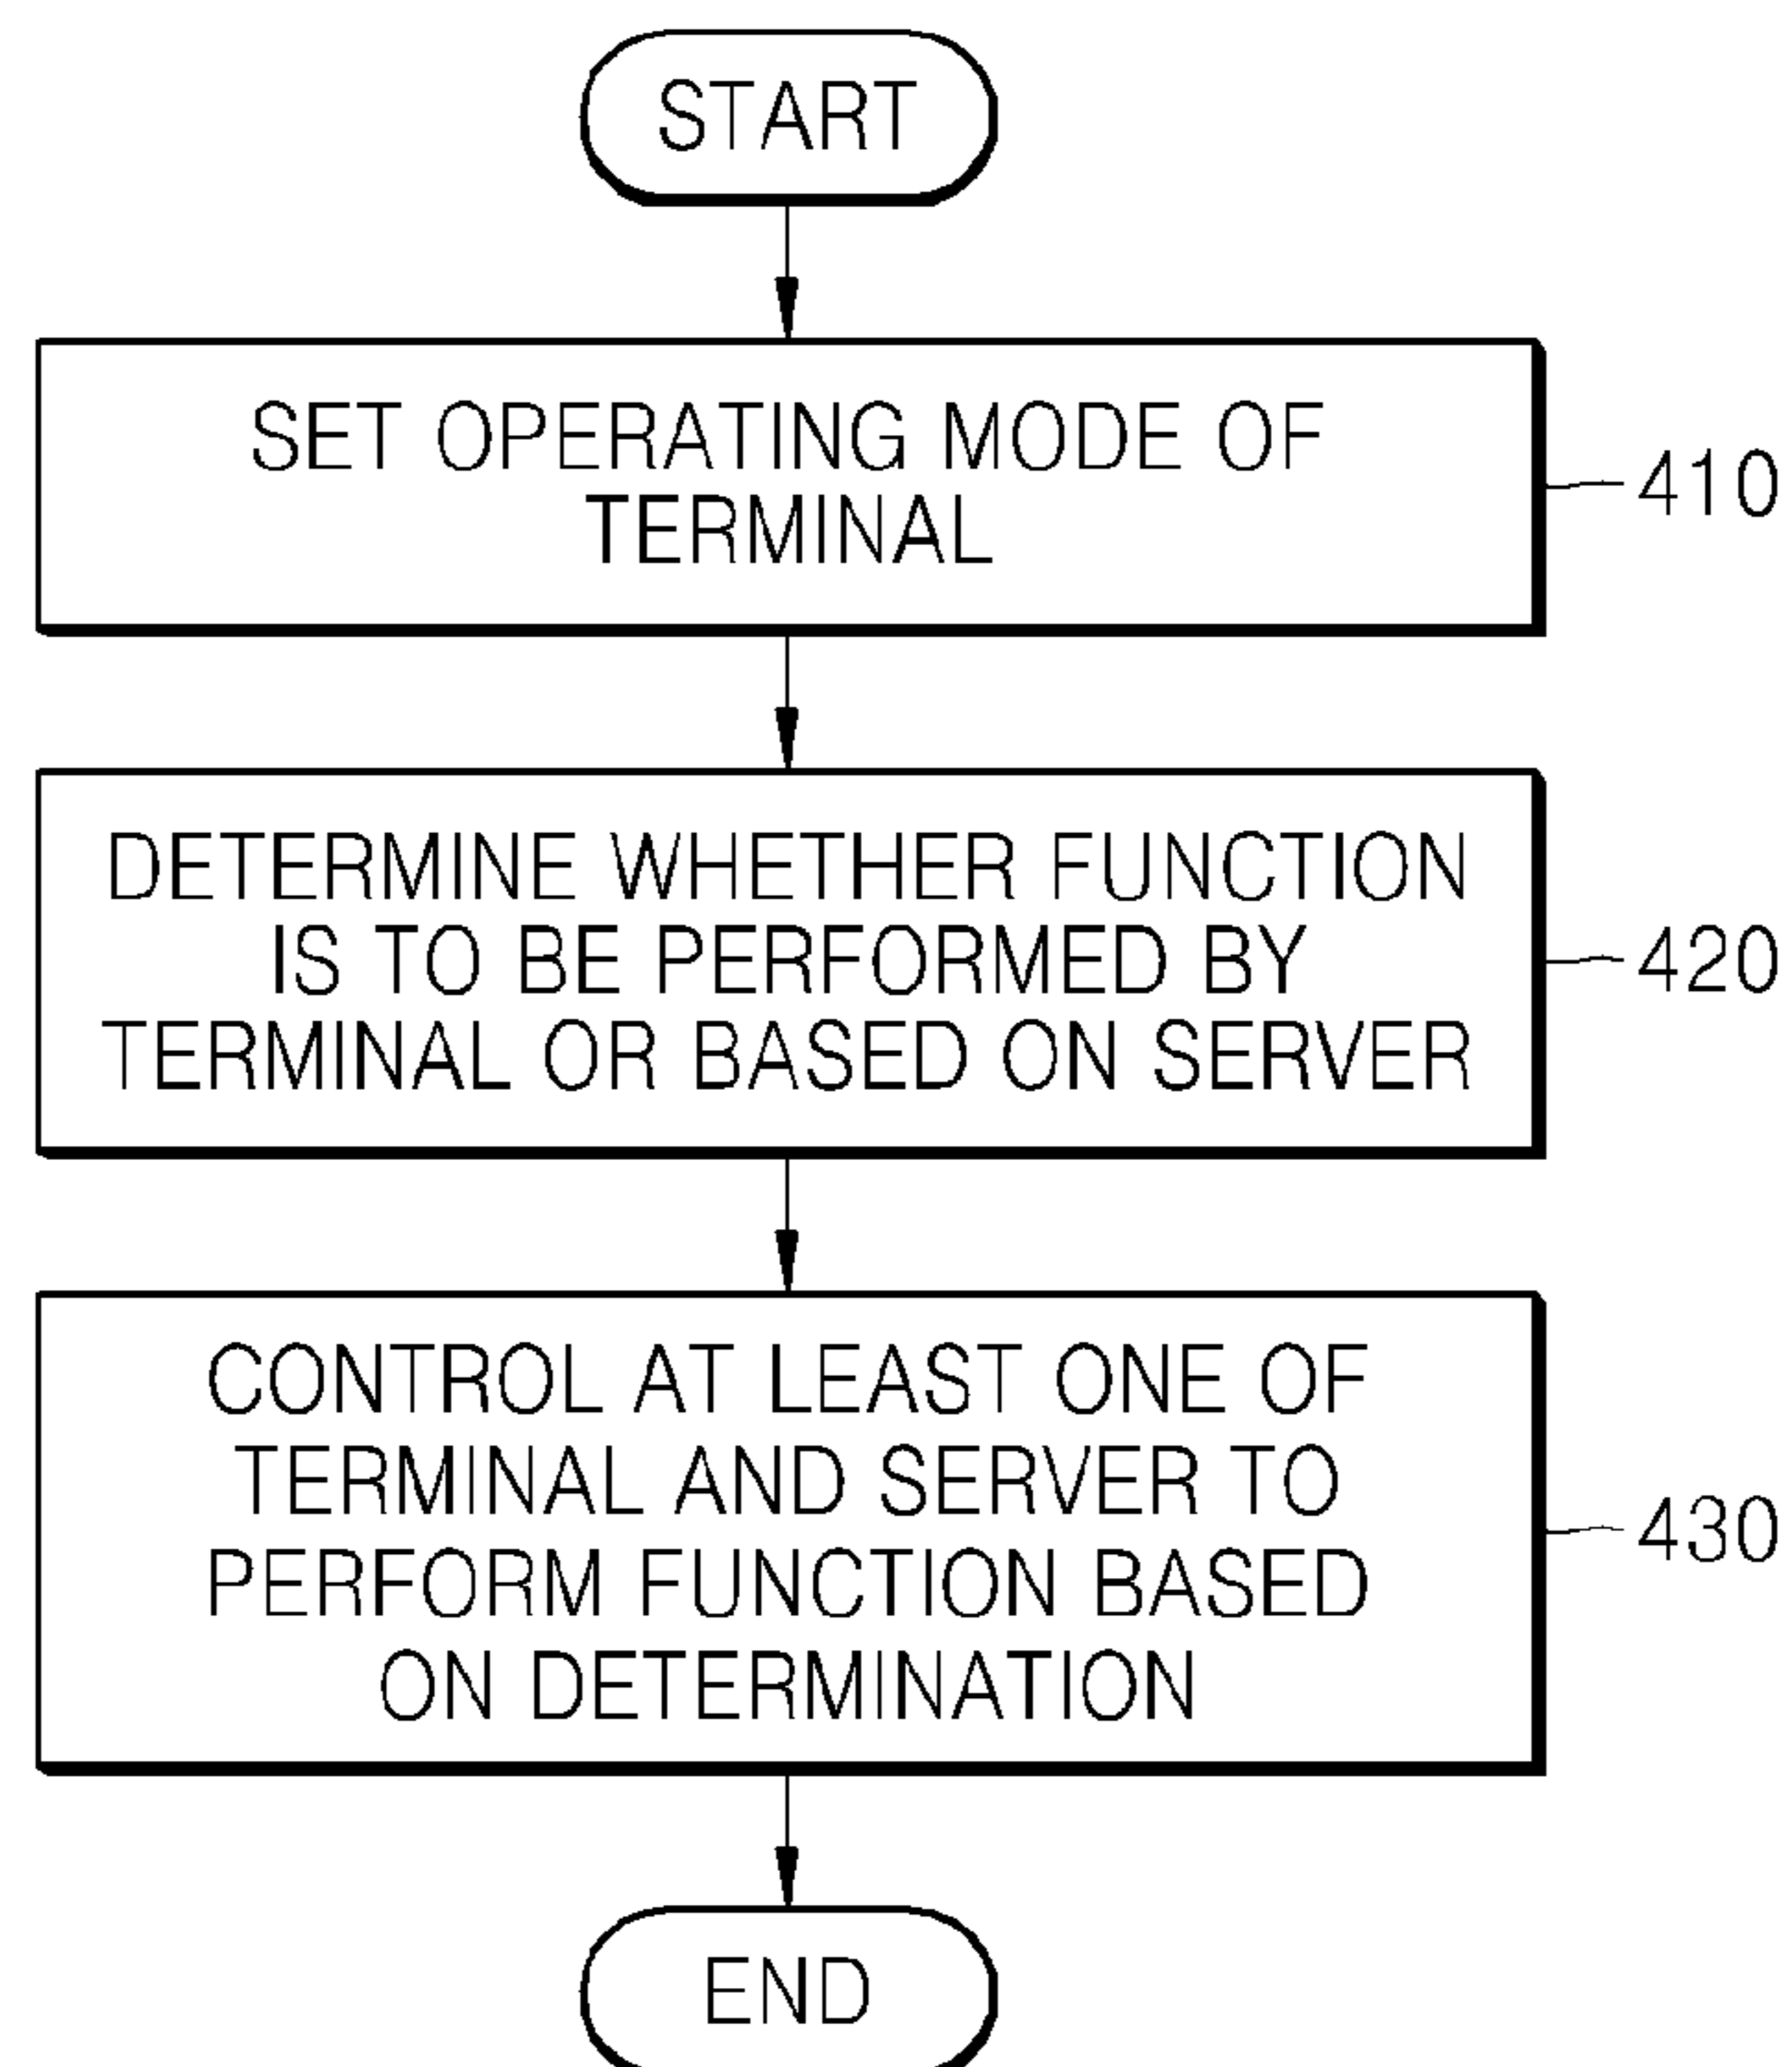 START
SET OPERATING MODE OF
TERMINAL
410
DETERMINE WHETHER FUNCTION
IS TO BE PERFORMED BY
TERMINAL OR BASED ON SERVER
420
CONTROL AT LEAST ONE OF
TERMINAL AND SERVER TO
PERFORM FUNCTION BASED
ON DETERMINATION
430
END